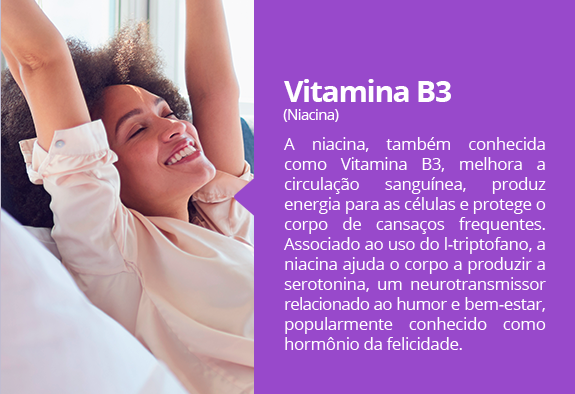 Vitamina B3
(Niacina)
A niacina, também conhecida
como Vitamina B3, melhora a
circulação sanguínea, produz
energia para as células e protege o
corpo de cansaços frequentes.
Associado ao uso do l-triptofano, a
niacina ajuda o corpo a produzir a
serotonina, um neurotransmissor
relacionado ao humor e bem-estar,
popularmente conhecido como
hormônio da felicidade.